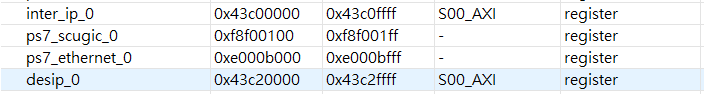 inter_ip_0 0x43c00000 0x43c0ffff S00_AXI register
ps7_scugic_0 0xf8f00100 0xf8f001ff - register
ps7_ethernet_0 0xe000b000 0xe000bfff - register
desip_0 0x43c20000 0x43c2ffff S00_AXI register